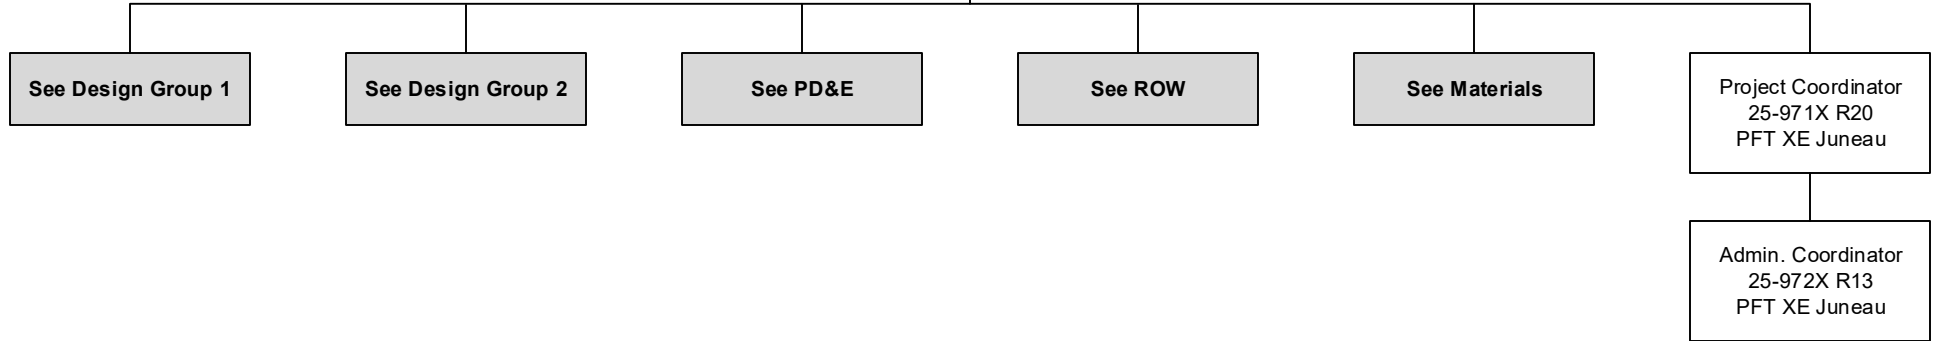 See Design Group 1
See Design Group 2
See PD&E
See ROW
See Materials
Project Coordinator
25-971X R20
PFT XE Juneau
Admin. Coordinator
25-972X R13
PFT XE Juneau